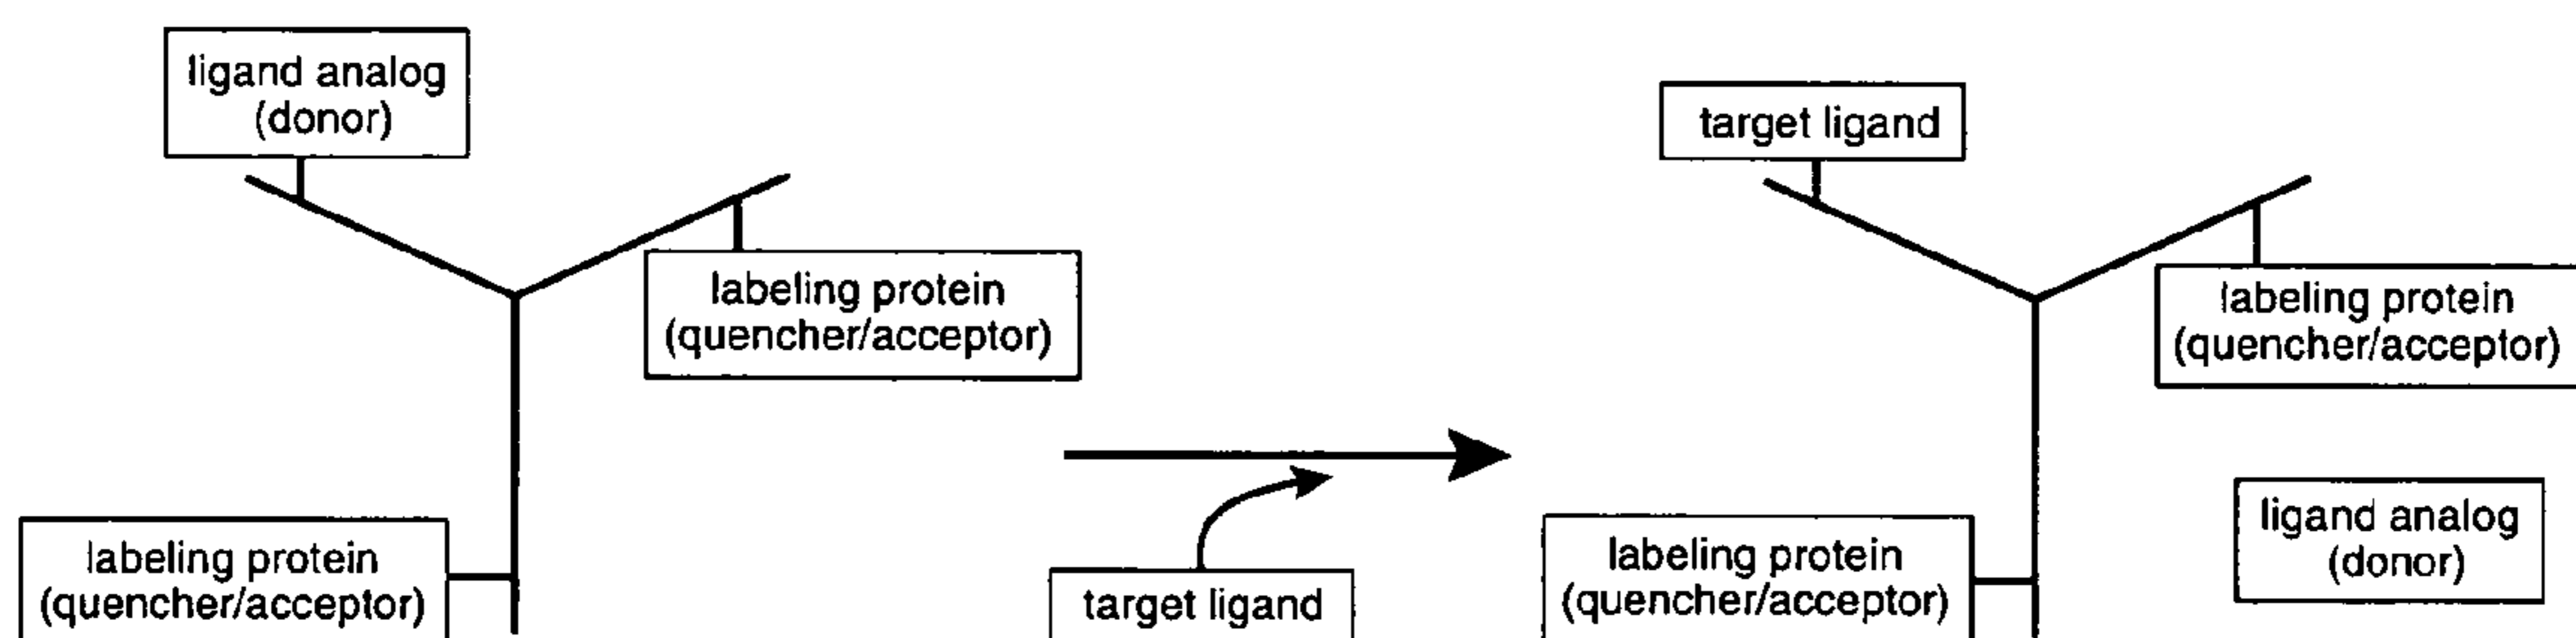 ligand analog
(donor)
labeling protein
(quencher/acceptor)
labeling protein
(quencher/acceptor)
target ligand
target ligand
labeling protein
(quencher/acceptor)
labeling protein
(quencher/acceptor)
ligand analog
(donor)